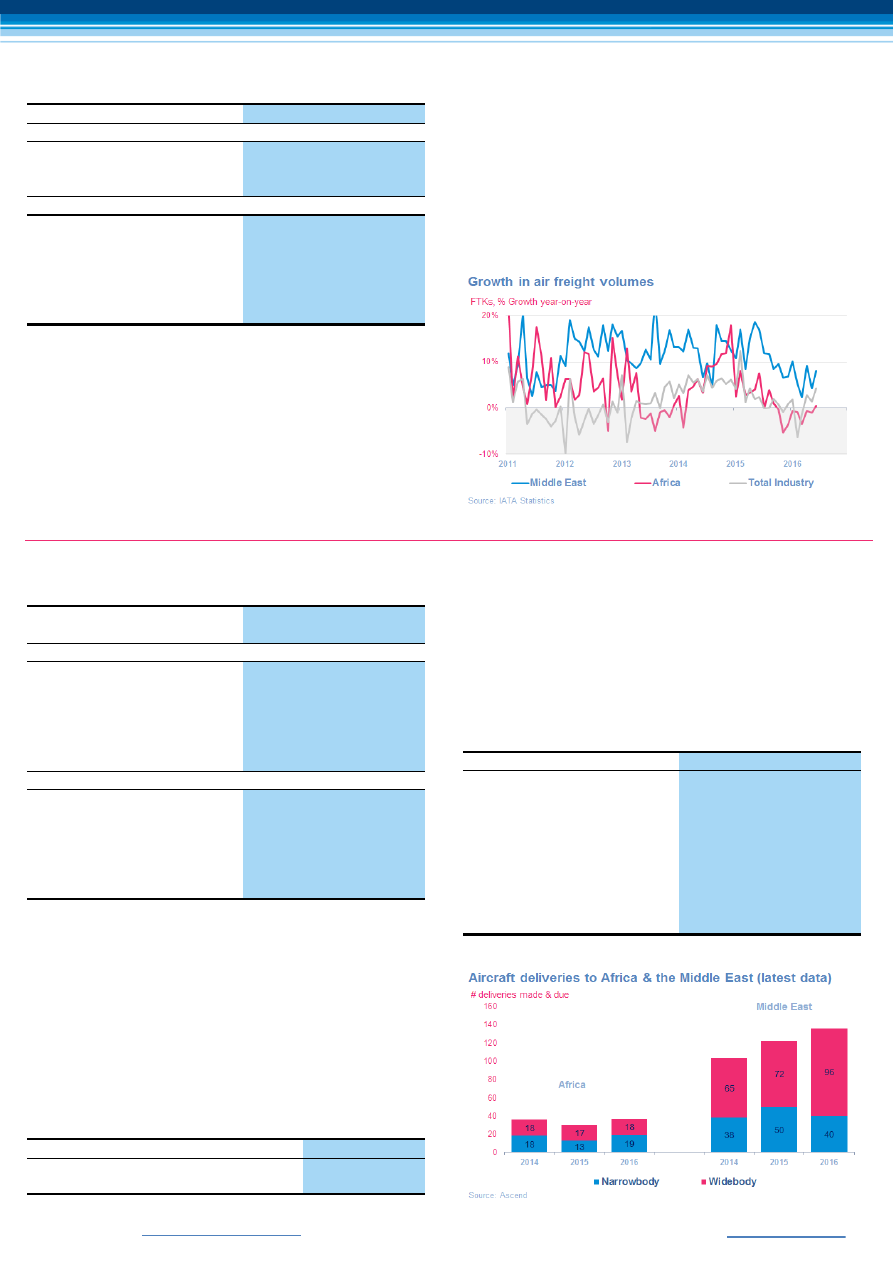 Growth in air freight volumes
FTKs, % Growth year-on-year
20%
10%
0%
-10%
2011 2012 2013 2014 2015 2016
Middle East Africa Total Industry
Source: IATA Statistics
Aircraft deliveries to Africa & the Middle East (latest data)
# deliveries made & due
Middle East
160
140
120
100
80
60
40
20
0
Africa
18 17 18 65 72 96
18 13 19 38 50 40
2014 2015 2016 2014 2015 2016
Narrowbody Widebody
Source: Ascend